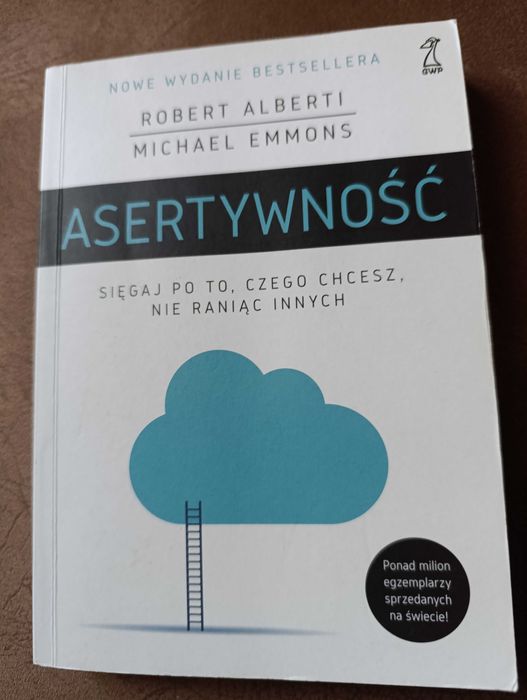 NOWE WYDANIE BESTSELLERA
GWP
ROBERT ALBERTI
MICHAEL EMMONS
ASERTYWNOŚĆ
SIĘGAJ PO TO, CZEGO CHCESZ,
NIE RANIĄC INNYCH
Ponad milion
egzemplarzy
sprzedanych
na świecie!